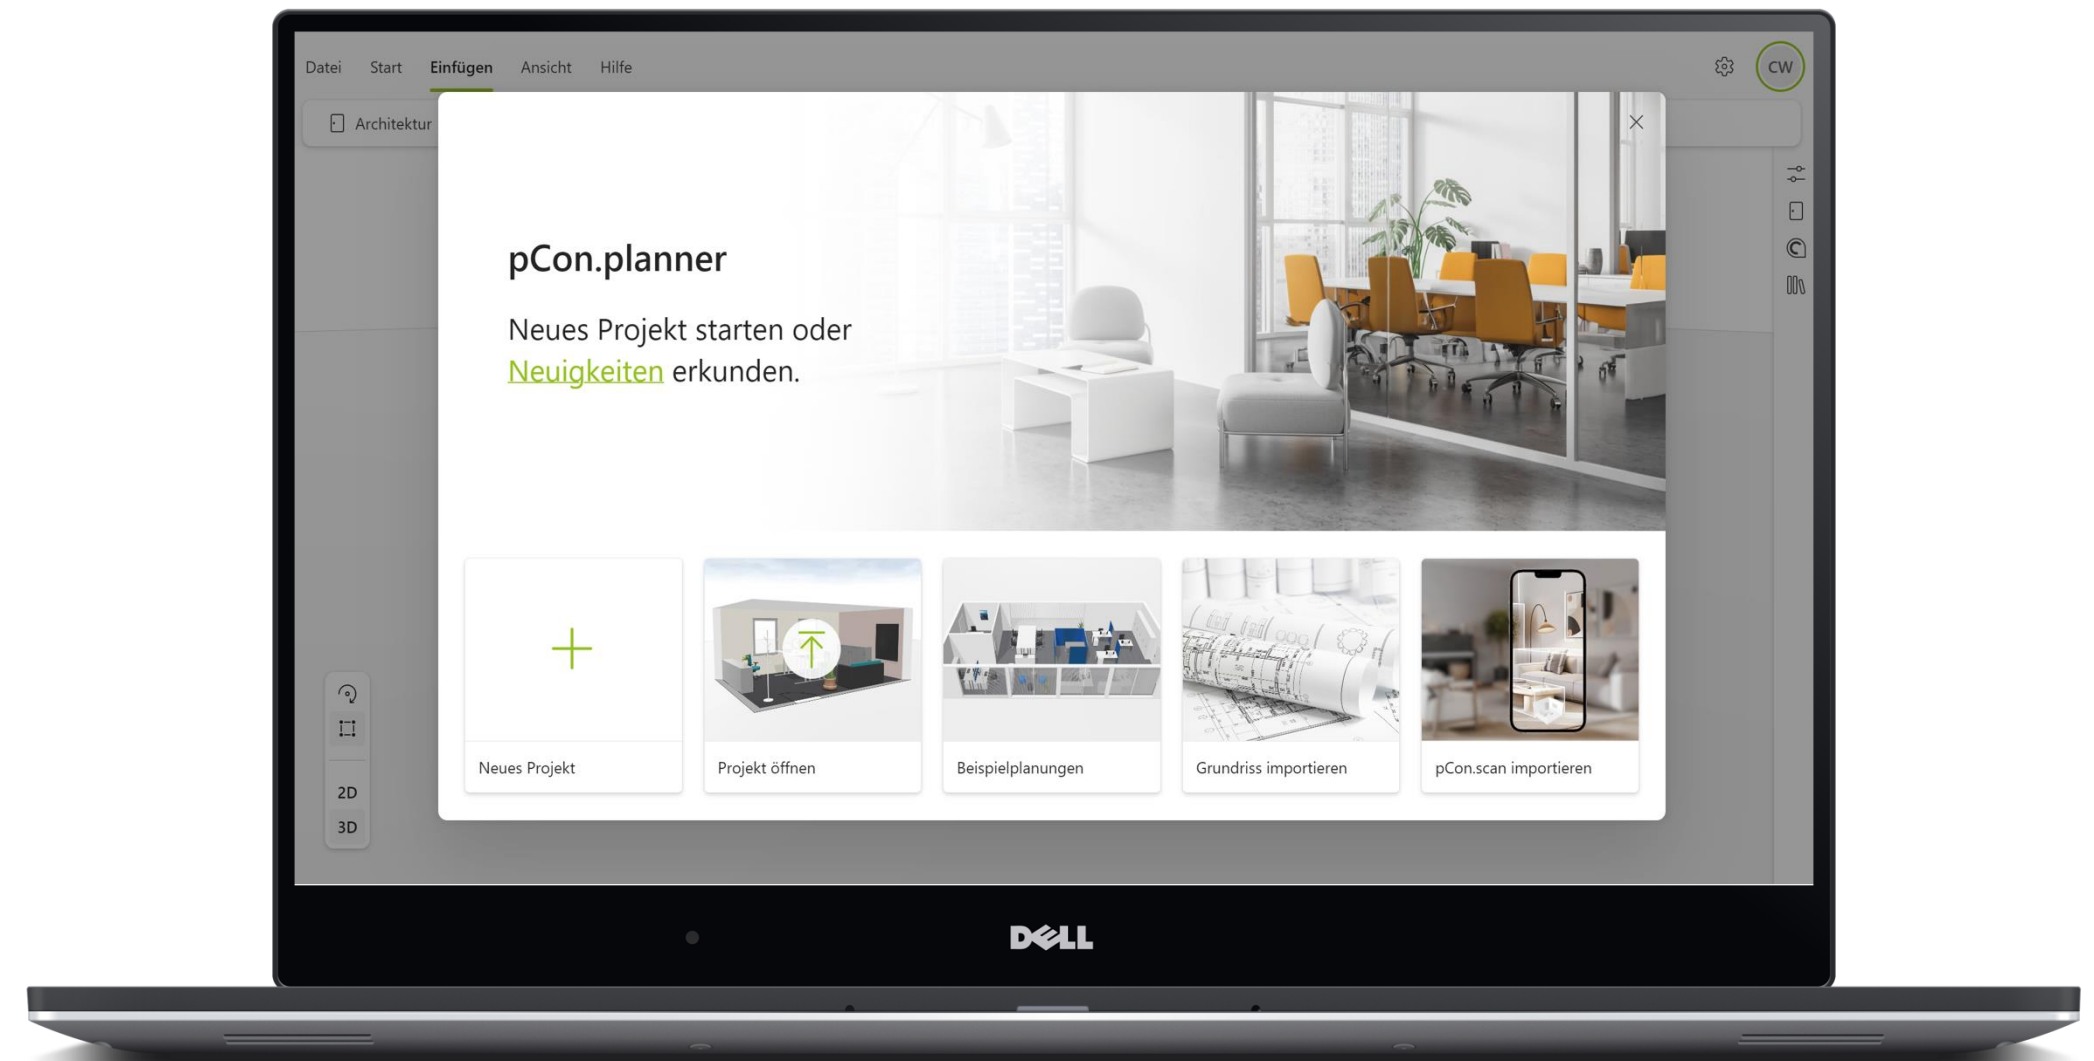 Datei Start Einfügen Ansicht Hilfe CW
Architektur
pCon.planner
Neues Projekt starten oder
Neuigkeiten erkunden.
Neues Projekt Projekt öffnen Beispielplanungen Grundriss importieren pCon.scan importieren
2D
3D
DELL